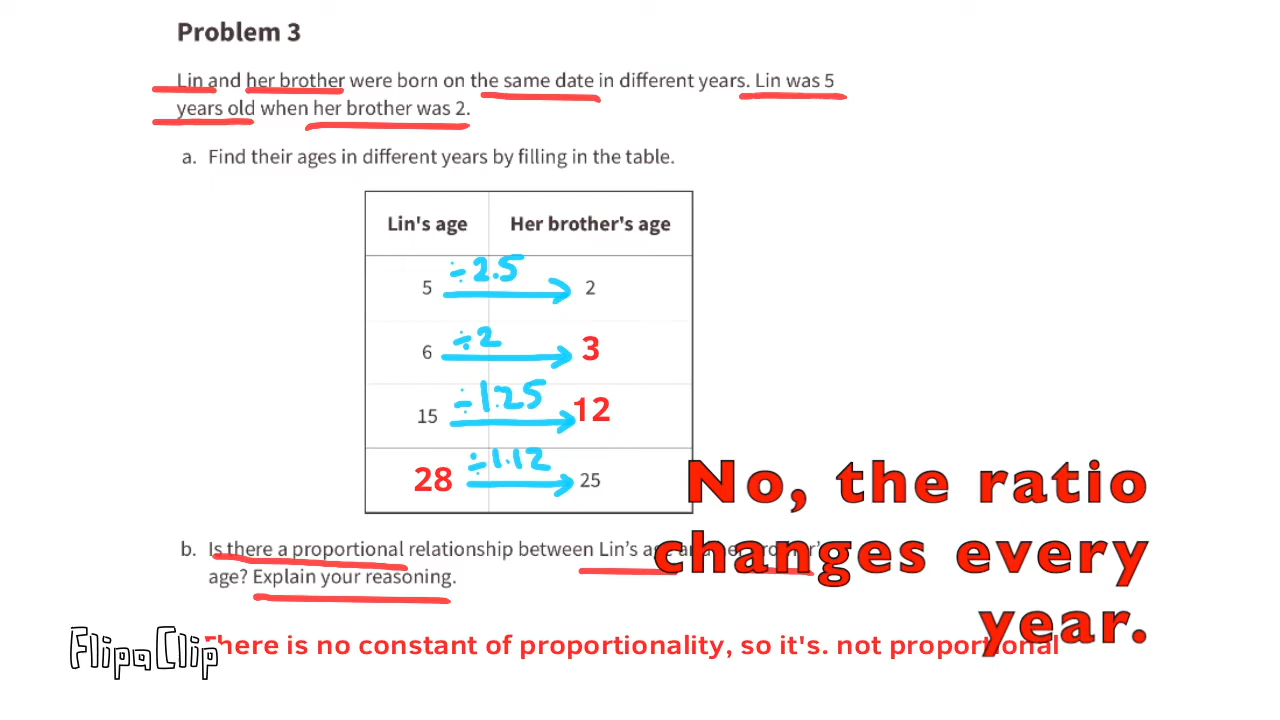 Problem 3
Lin and her brother were born on the same date in different years. Lin was 5
years old when her brother was 2.
a. Find their ages in different years by filling in the table.
Lin's age Her brother's age
÷2.5
5 2
÷2
6 3
÷1.25
15 12
÷1.12
28 25
No, the ratio
changes every
year.
b. Is there a proportional relationship between Lin's
age? Explain your reasoning.
FlipaClip
There is no constant of proportionality, so it's. not proportional